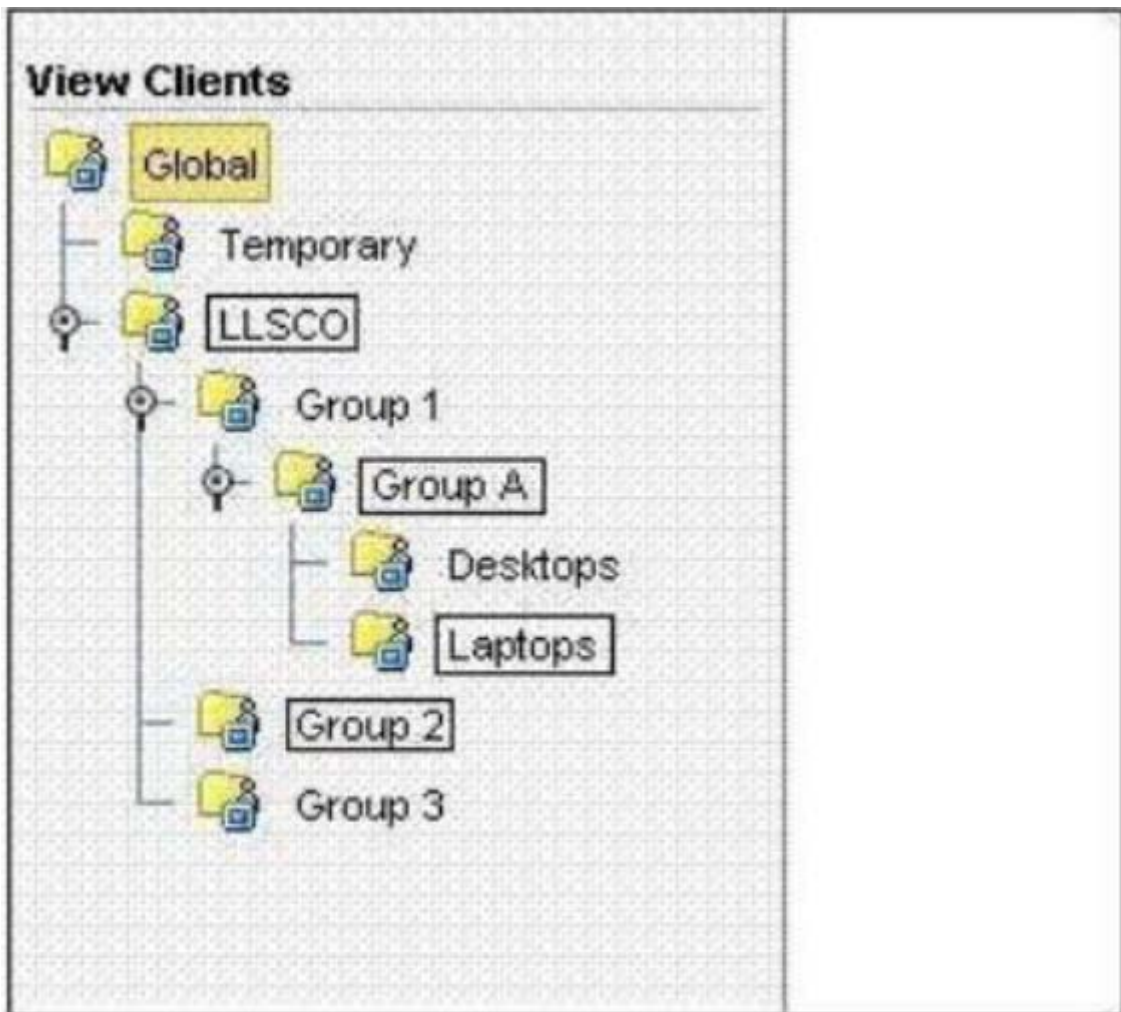 View Clients
Global
Temporary
LLSCO
Group 1
Group A
Desktops
Laptops
Group 2
Group 3